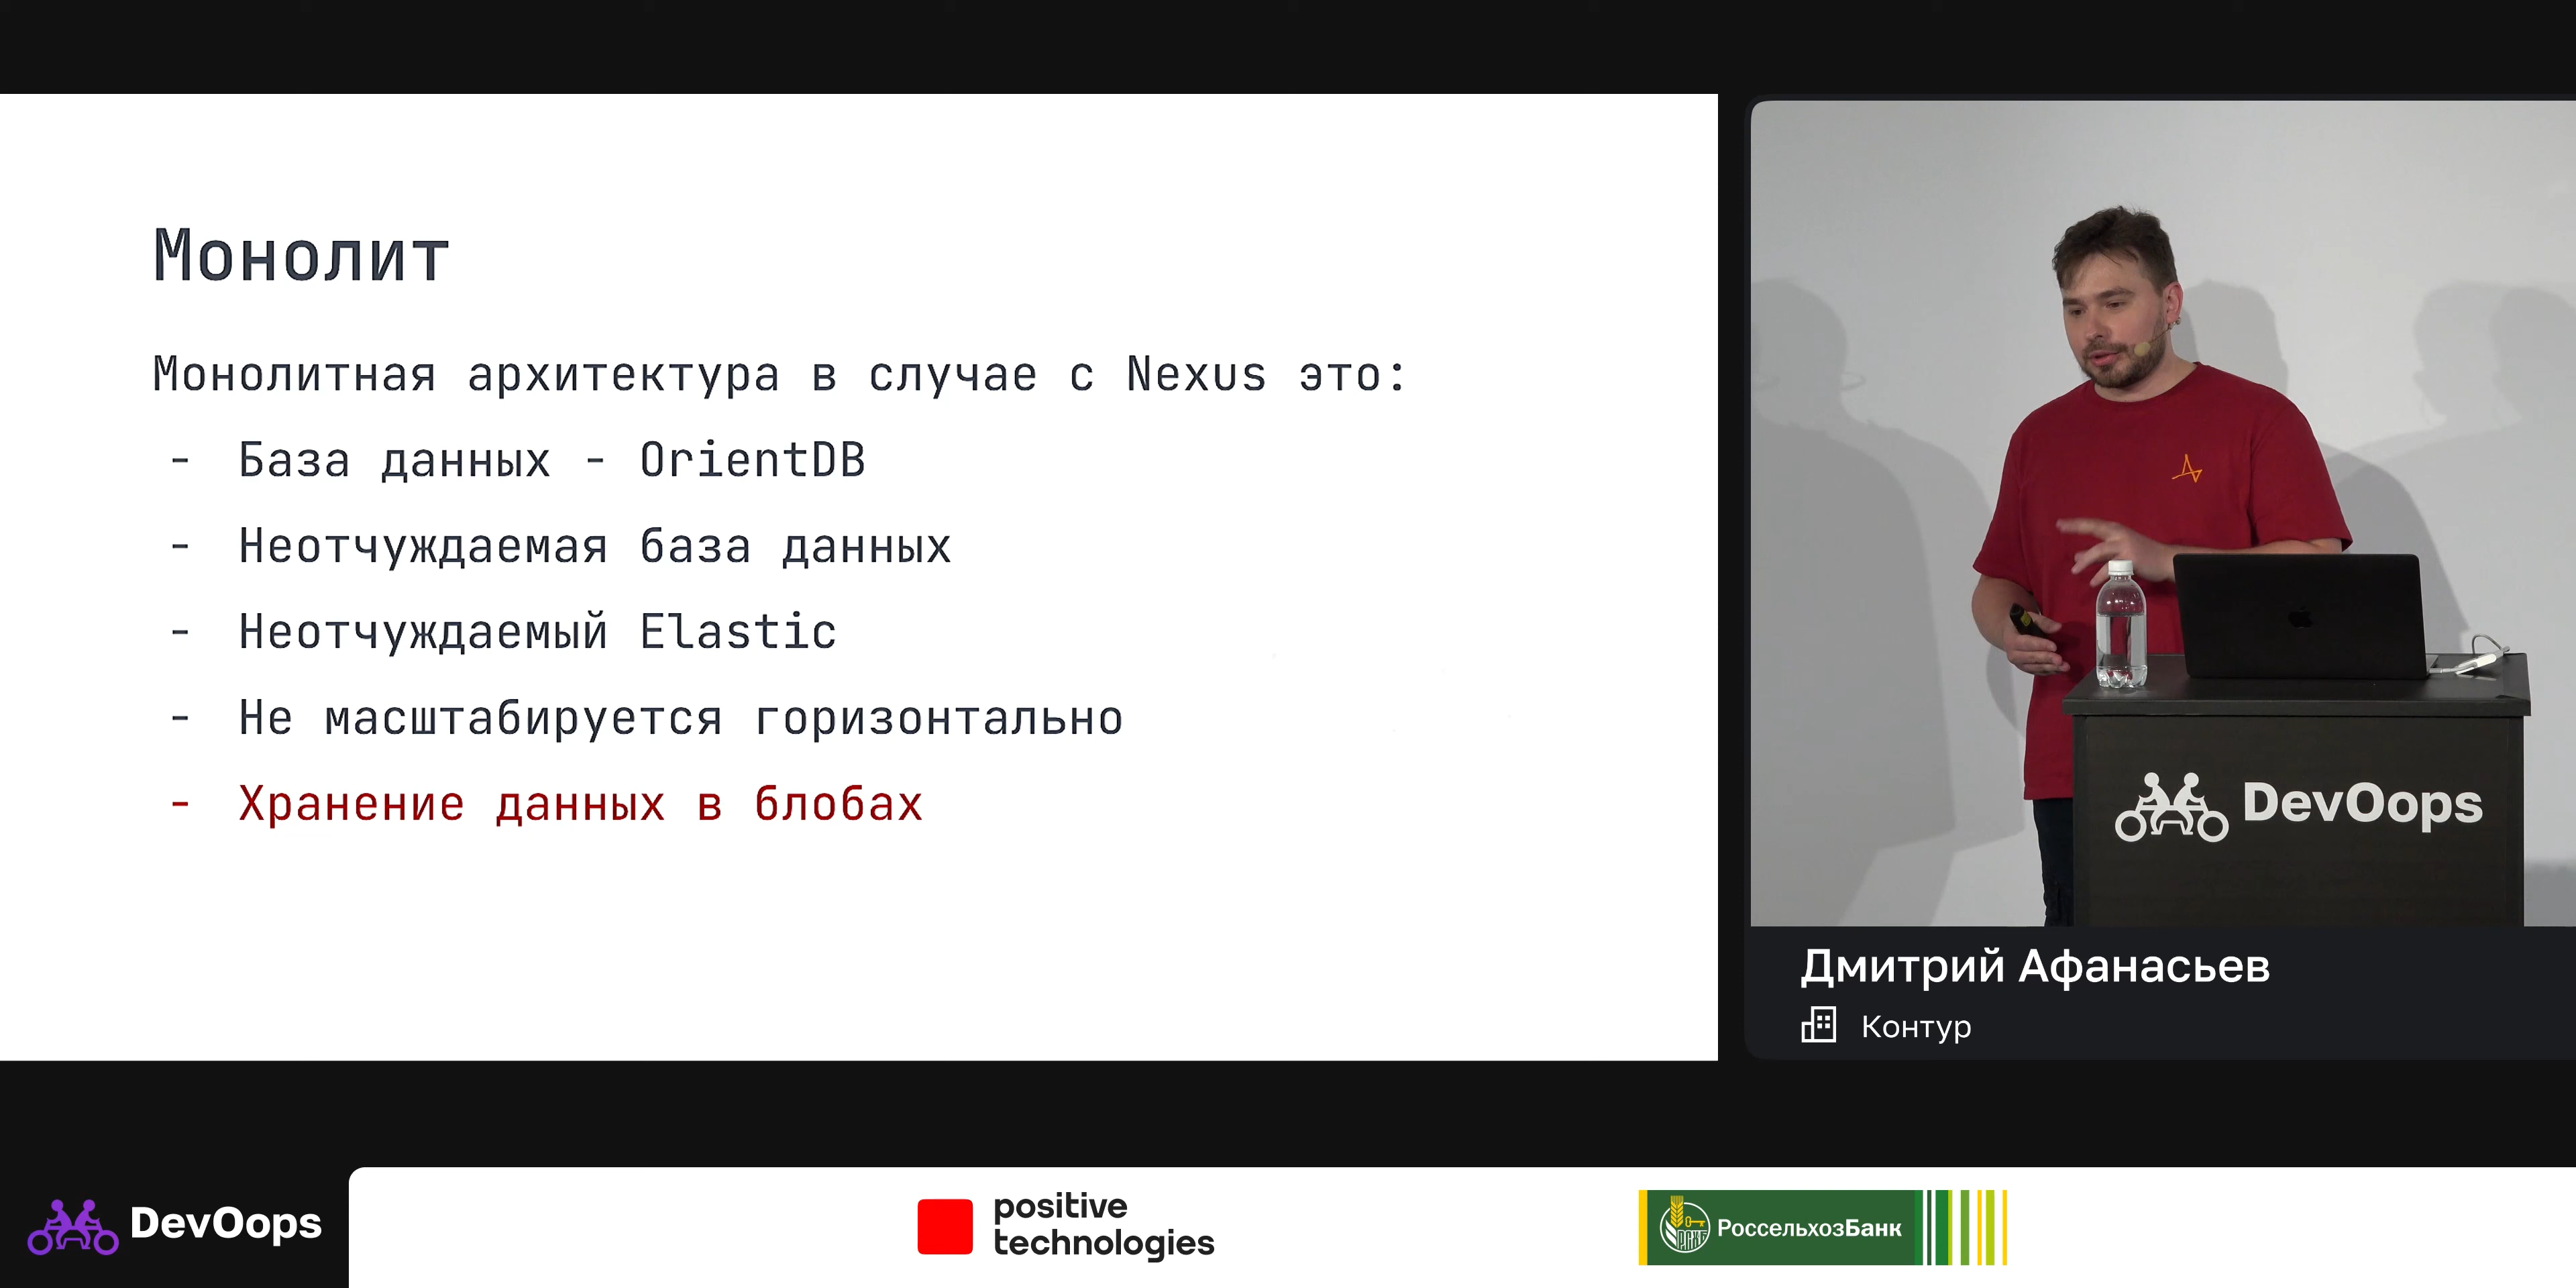 Монолит
Монолитная архитектура в случае с Nexus это:
- База данных - OrientDB
- Неотчуждаемая база данных
- Неотчуждаемый Elastic
- Не масштабируется горизонтально
- Хранение данных в блобах
DevOops
Дмитрий Афанасьев
Контур
DevOops
positive
technologies
РСХБ
РоссельхозБанк